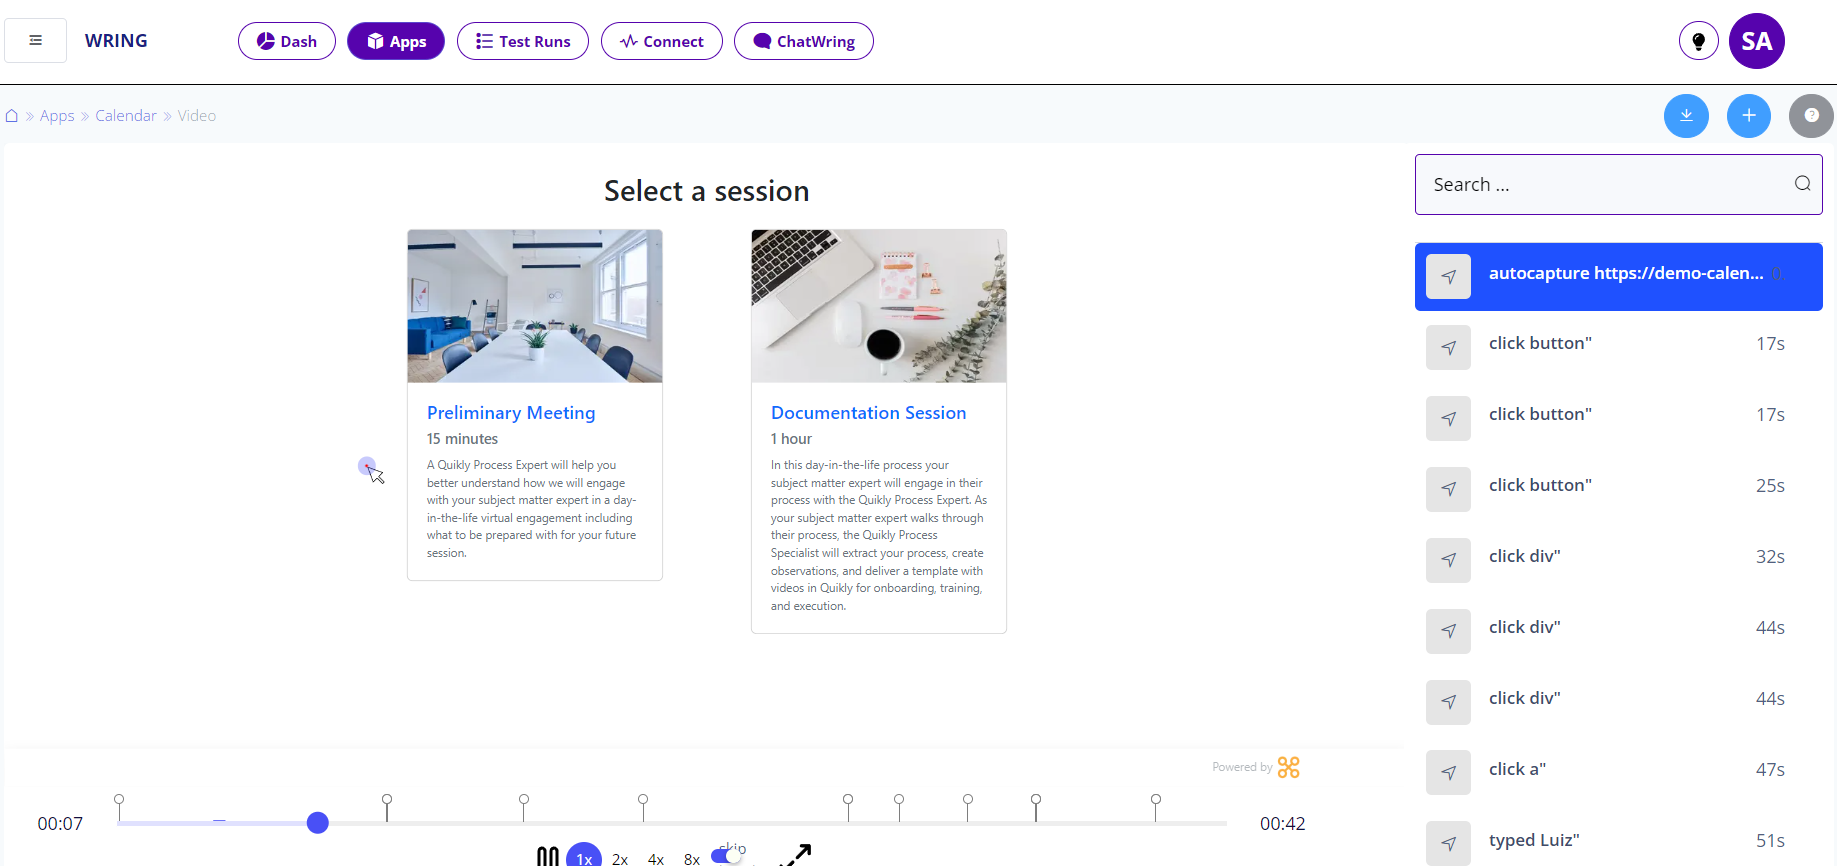 WRING
Dash
Apps
Test Runs
Connect
ChatWring
SA
Apps » Calendar » Video
Select a session
Preliminary Meeting
15 minutes
A Quikly Process Expert will help you
better understand how we will engage
with your subject matter expert in a day-
in-the-life virtual engagement including
what to be prepared with for your future
session.
Documentation Session
1 hour
In this day-in-the-life process your
subject matter expert will engage in their
process with the Quikly Process Expert. As
your subject matter expert walks through
their process, the Quikly Process
Specialist will extract your process, create
observations, and deliver a template with
videos in Quikly for onboarding, training,
and execution.
Powered by
00:07
00:42
1x 2x 4x 8x skip
Search ...
autocapture https://demo-calen...
click button" 17s
click button" 17s
click button" 25s
click div" 32s
click div" 44s
click div" 44s
click a" 47s
typed Luiz" 51s